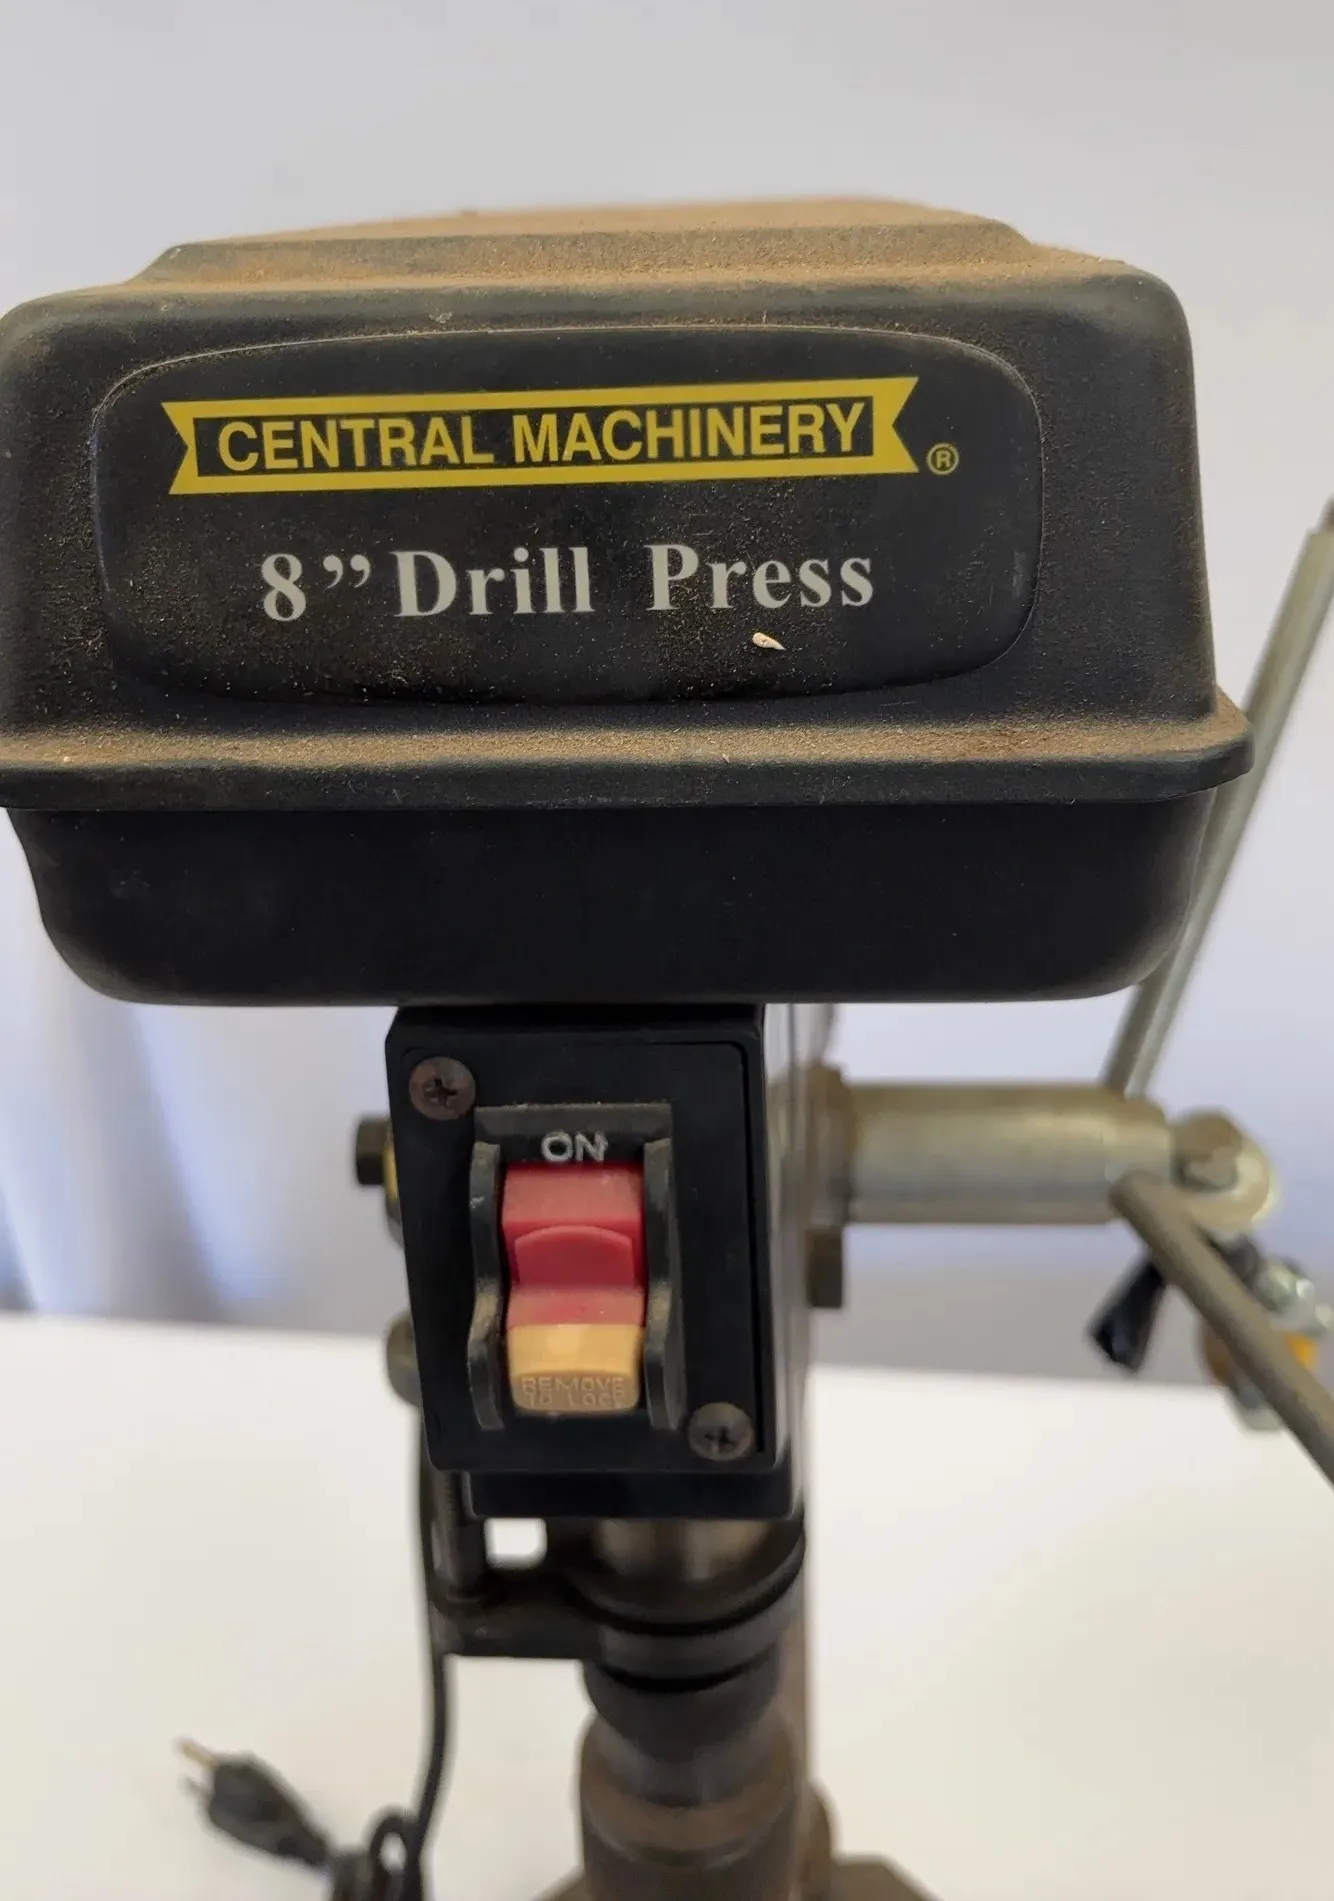 CENTRAL MACHINERY ®
8” Drill Press
ON
REMOVE
TO LOCK